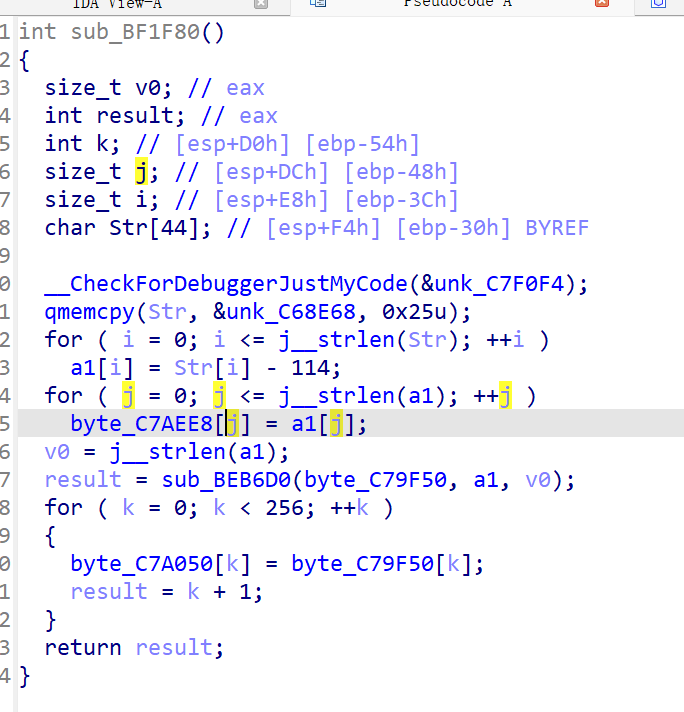 IDA View-A Pseudocode A
1 int sub_BF1F80()
2 {
3 size_t v0; // eax
4 int result; // eax
5 int k; // [esp+D0h] [ebp-54h]
6 size_t j; // [esp+DCh] [ebp-48h]
7 size_t i; // [esp+E8h] [ebp-3Ch]
8 char Str[44]; // [esp+F4h] [ebp-30h] BYREF
9
0 __CheckForDebuggerJustMyCode(&unk_C7F0F4);
1 qmemcpy(Str, &unk_C68E68, 0x25u);
2 for ( i = 0; i <= j__strlen(Str); ++i )
3 a1[i] = Str[i] - 114;
4 for ( j = 0; j <= j__strlen(a1); ++j )
5 byte_C7AEE8[j] = a1[j];
6 v0 = j__strlen(a1);
7 result = sub_BEB6D0(byte_C79F50, a1, v0);
8 for ( k = 0; k < 256; ++k )
9 {
0 byte_C7A050[k] = byte_C79F50[k];
1 result = k + 1;
2 }
3 return result;
4 }